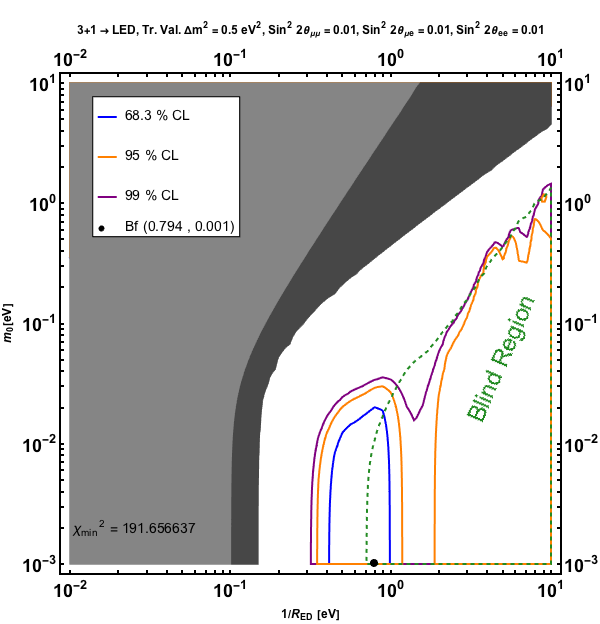 3+1 → LED, Tr. Val. Δm² = 0.5 eV², Sin² 2θμμ = 0.01, Sin² 2θμe = 0.01, Sin² 2θee = 0.01
10⁻² 10⁻¹ 10⁰ 10¹
10¹ 10¹
68.3 % CL
95 % CL
99 % CL
Bf (0.794 , 0.001)
10⁰ 10⁰
m₀[eV]
10⁻¹ 10⁻¹
Blind Region
10⁻² 10⁻²
χmin² = 191.656637
10⁻³ 10⁻³
10⁻² 10⁻¹ 10⁰ 10¹
1/RED [eV]